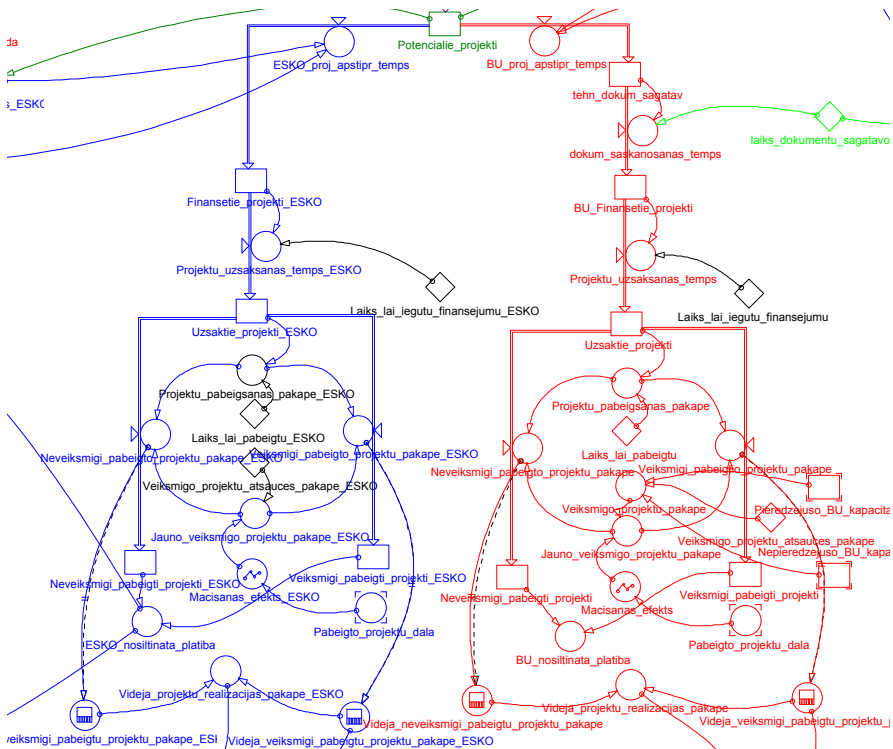 da
Potencialie_projekti
ESKO_proj_apstipr_temps
BU_proj_apstipr_temps
s_ESK
tehn_dokum_sagatav
laiks_dokumentu_sagatavo
dokum_saskanosanas_temps
Finansetie_projekti_ESKO
BU_Finansetie_projekti
Projektu_uzsaksanas_temps_ESKO
Projektu_uzsaksanas_temps
Laiks_lai_iegutu_finansejumu_ESKO
Laiks_lai_iegutu_finansejumu
Uzsaktie_projekti_ESKO
Uzsaktie_projekti
Projektu_pabeigsanas_pakape_ESKO
Projektu_pabeigsanas_pakape
Laiks_lai_pabeigtu_ESKO
Laiks_lai_pabeigtu
Neveiksmigi_pabeigto_projektu_pakape_ESKO
Veiksmigi_pabeigto_projektu_pakape_ESKO
Neveiksmigi_pabeigto_projektu_pakape
Veiksmigi_pabeigto_projektu_pakape
Veiksmigo_projektu_atsauces_pakape_ESKO
Veiksmigo_projektu_pakape
Pieredzejuso_BU_kapacita
Jauno_veiksmigo_projektu_pakape_ESKO
Veiksmigo_projektu_atsauces_pakape
Jauno_veiksmigo_projektu_pakape
Nepieredzejuso_BU_kapa
Neveiksmigi_pabeigti_projekti_ESKO
Veiksmigi_pabeigti_projekti_ESKO
Macisanas_efekts_ESKO
Neveiksmigi_pabeigti_projekti
Macisanas_efekts
Veiksmigi_pabeigti_projekti
Pabeigto_projektu_dala
Pabeigto_projektu_dala
ESKO_nosiltinata_platiba
BU_nosiltinata_platiba
Videja_projektu_realizacijas_pakape_ESKO
Videja_projektu_realizacijas_pakape
Videja_neveiksmigi_pabeigtu_projektu_pakape
Videja_veiksmigi_pabeigtu_projektu_
veiksmigi_pabeigtu_projektu_pakape_ESI
Videja_veiksmigi_pabeigtu_projektu_pakape_ESKO